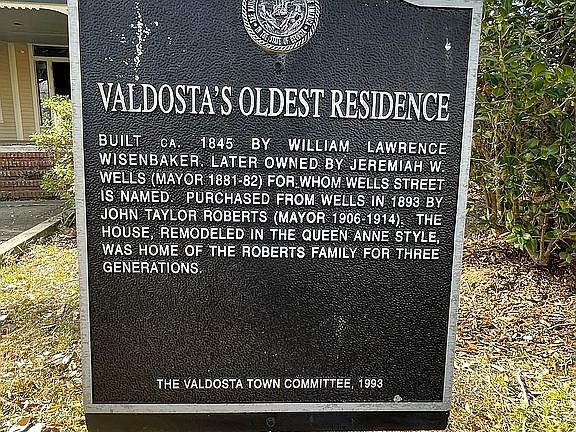 VALDOSTA'S OLDEST RESIDENCE
BUILT ca. 1845 BY WILLIAM LAWRENCE
WISENBAKER. LATER OWNED BY JEREMIAH W.
WELLS (MAYOR 1881-82) FOR WHOM WELLS STREET
IS NAMED. PURCHASED FROM WELLS IN 1893 BY
JOHN TAYLOR ROBERTS (MAYOR 1906-1914). THE
HOUSE, REMODELED IN THE QUEEN ANNE STYLE,
WAS HOME OF THE ROBERTS FAMILY FOR THREE
GENERATIONS.
THE VALDOSTA TOWN COMMITTEE, 1993